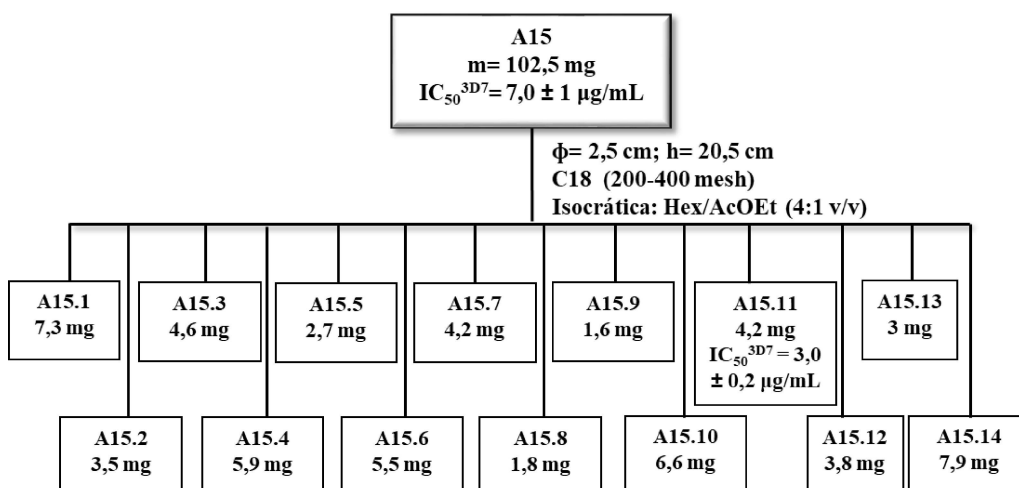 A15
m= 102,5 mg
IC₅₀³ᴰ⁷= 7,0 ± 1 µg/mL
ɸ= 2,5 cm; h= 20,5 cm
C18 (200-400 mesh)
Isocrática: Hex/AcOEt (4:1 v/v)
A15.1
7,3 mg
A15.3
4,6 mg
A15.5
2,7 mg
A15.7
4,2 mg
A15.9
1,6 mg
A15.11
4,2 mg
IC₅₀³ᴰ⁷ = 3,0
± 0,2 µg/mL
A15.13
3 mg
A15.2
3,5 mg
A15.4
5,9 mg
A15.6
5,5 mg
A15.8
1,8 mg
A15.10
6,6 mg
A15.12
3,8 mg
A15.14
7,9 mg